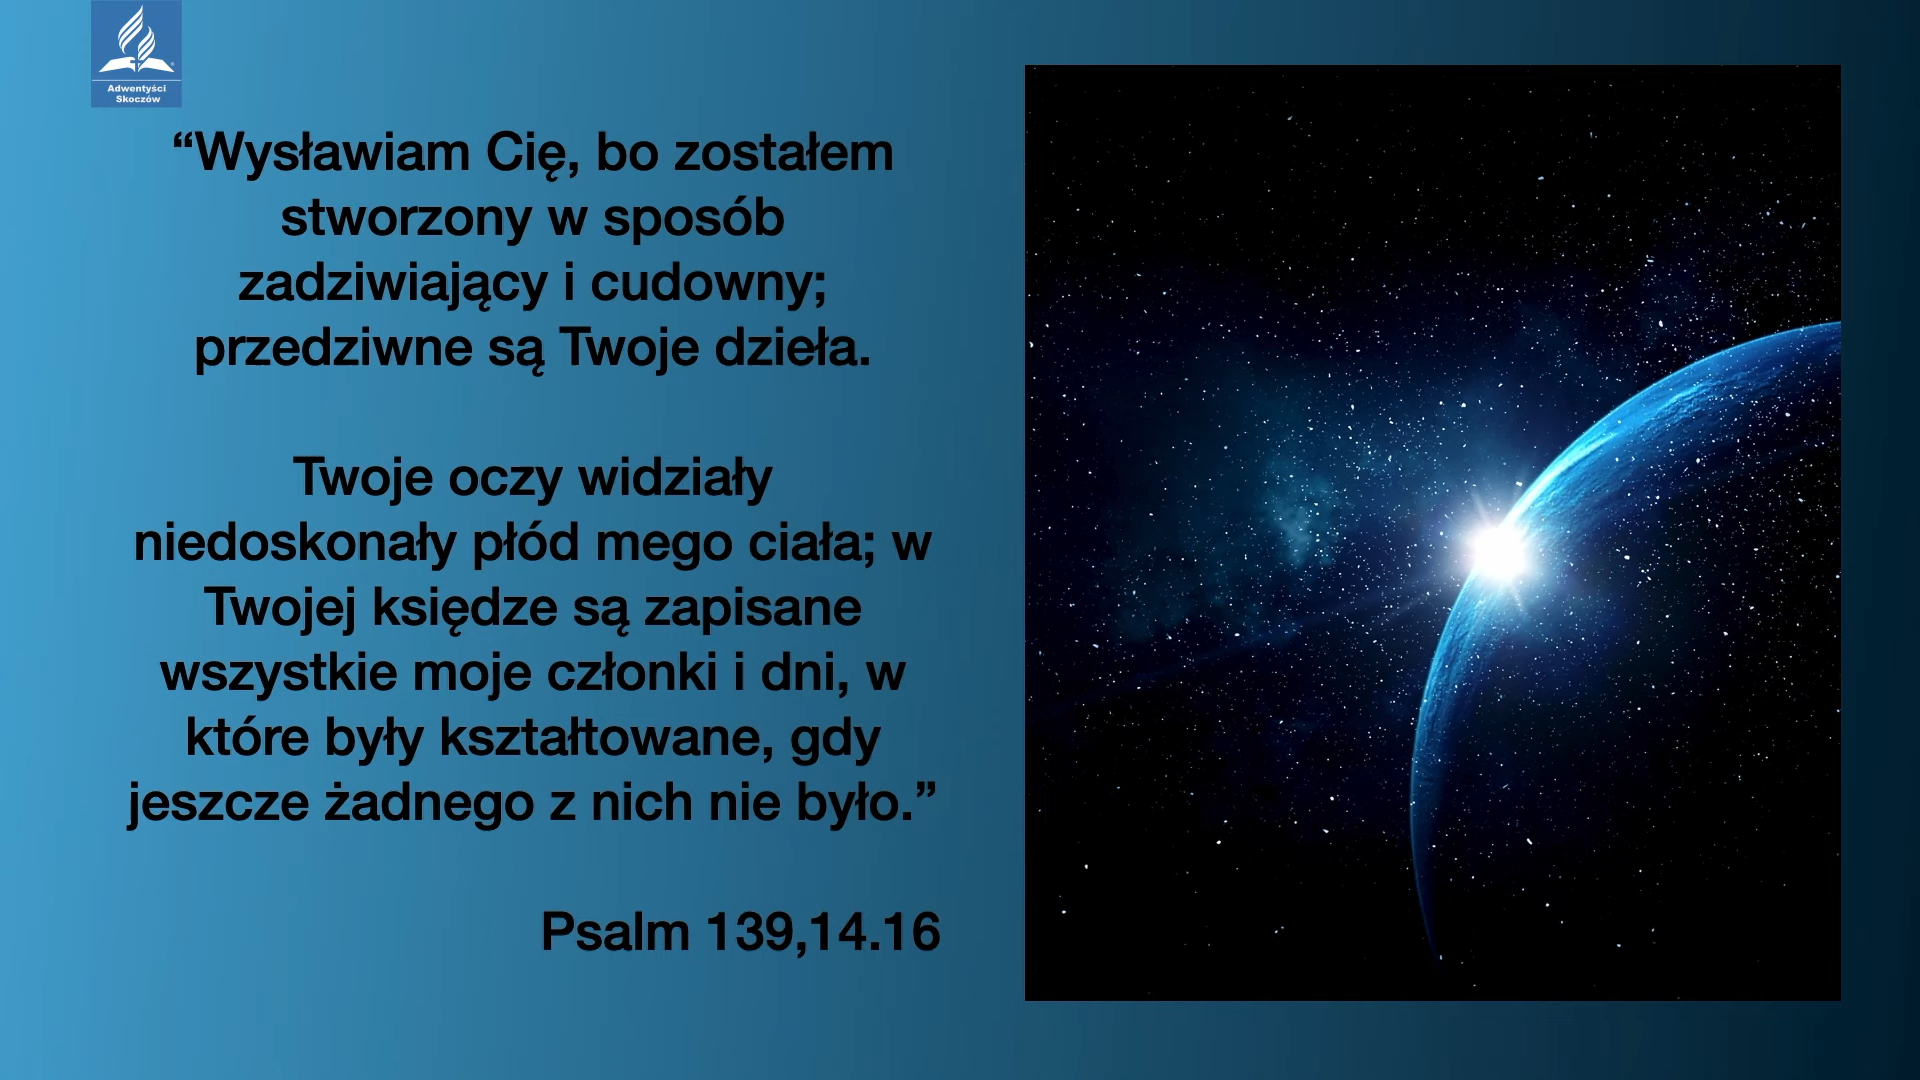 Adwentyści
Skoczów
“Wysławiam Cię, bo zostałem
stworzony w sposób
zadziwiający i cudowny;
przedziwne są Twoje dzieła.
Twoje oczy widziały
niedoskonały płód mego ciała; w
Twojej księdze są zapisane
wszystkie moje członki i dni, w
które były kształtowane, gdy
jeszcze żadnego z nich nie było.”
Psalm 139,14.16